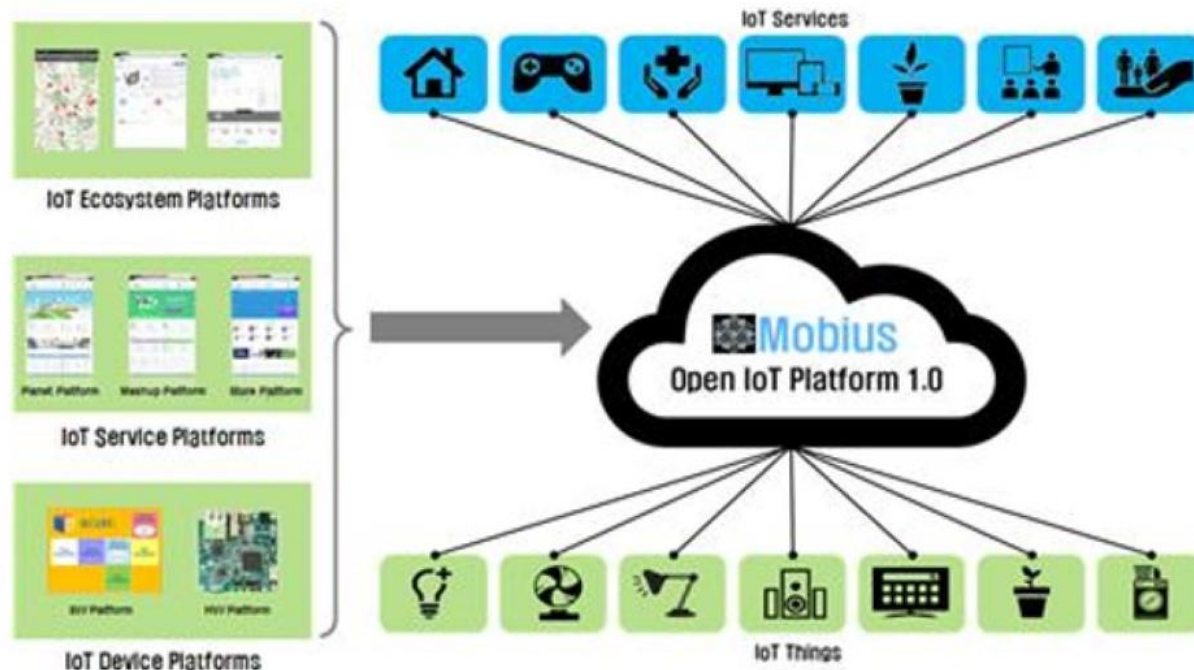 IoT Ecosystem Platforms
Planet Platform
Mashup Platform
Store Platform
IoT Service Platforms
S/W Platform
H/W Platform
IoT Device Platforms
IoT Services
Mobius
Open IoT Platform 1.0
IoT Things